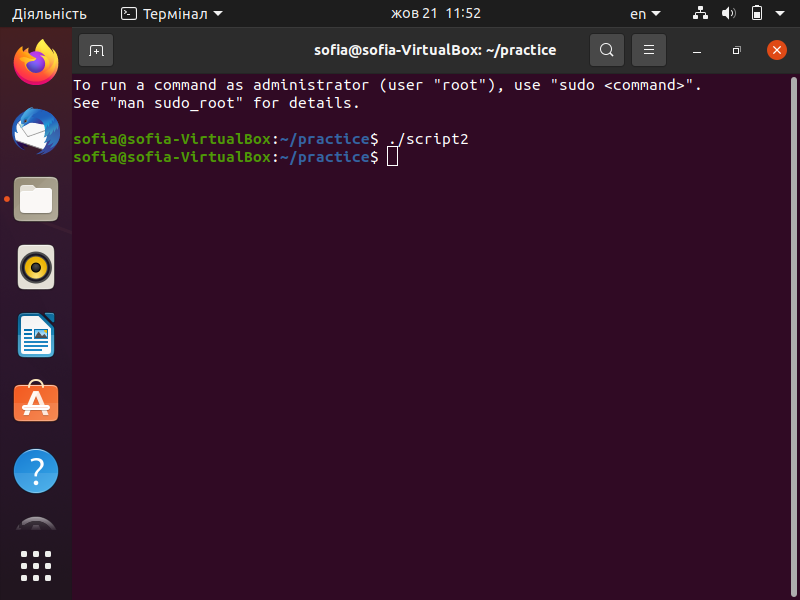 Діяльність Термінал жов 21 11:52 en
sofia@sofia-VirtualBox: ~/practice
To run a command as administrator (user "root"), use "sudo <command>".
See "man sudo_root" for details.
sofia@sofia-VirtualBox:~/practice$ ./script2
sofia@sofia-VirtualBox:~/practice$